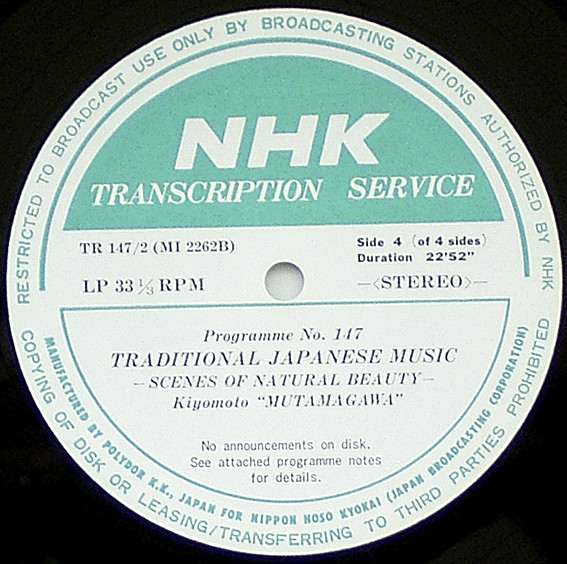 RESTRICTED TO BROADCAST USE ONLY BY BROADCASTING STATIONS AUTHORIZED BY NHK
NHK
TRANSCRIPTION SERVICE
TR 147/2 (MI 2262B)
Side 4 (of 4 sides)
Duration 22'52"
LP 33 1/3 RPM
—<STEREO>—
Programme No. 147
TRADITIONAL JAPANESE MUSIC
—SCENES OF NATURAL BEAUTY—
Kiyomoto "MUTAMAGAWA"
No announcements on disk.
See attached programme notes
for details.
MANUFACTURED BY POLYDOR K.K., JAPAN FOR NIPPON HOSO KYOKAI (JAPAN BROADCASTING CORPORATION)
COPYING OF DISK OR LEASING/TRANSFERRING TO THIRD PARTIES PROHIBITED